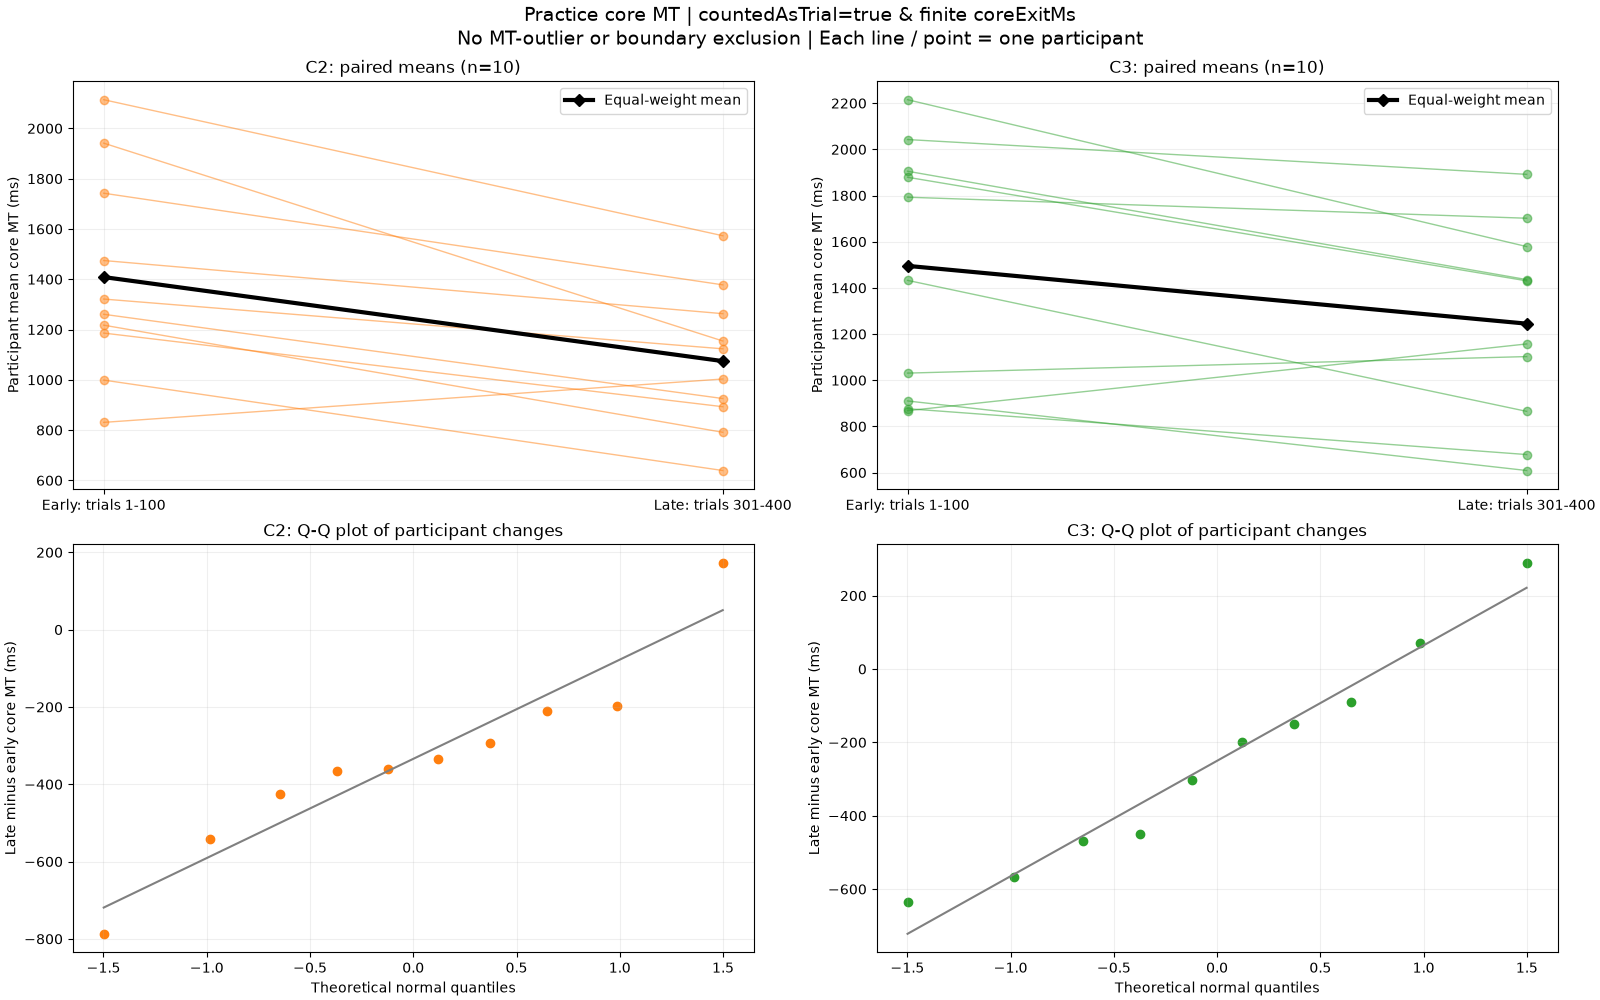 Practice core MT | countedAsTrial=true & finite coreExitMs
No MT-outlier or boundary exclusion | Each line / point = one participant
C2: paired means (n=10)
Equal-weight mean
Participant mean core MT (ms)
2000
1800
1600
1400
1200
1000
800
600
Early: trials 1-100
Late: trials 301-400
C3: paired means (n=10)
Equal-weight mean
Participant mean core MT (ms)
2200
2000
1800
1600
1400
1200
1000
800
600
Early: trials 1-100
Late: trials 301-400
C2: Q-Q plot of participant changes
Late minus early core MT (ms)
200
0
−200
−400
−600
−800
−1.5
−1.0
−0.5
0.0
0.5
1.0
1.5
Theoretical normal quantiles
C3: Q-Q plot of participant changes
Late minus early core MT (ms)
200
0
−200
−400
−600
−1.5
−1.0
−0.5
0.0
0.5
1.0
1.5
Theoretical normal quantiles